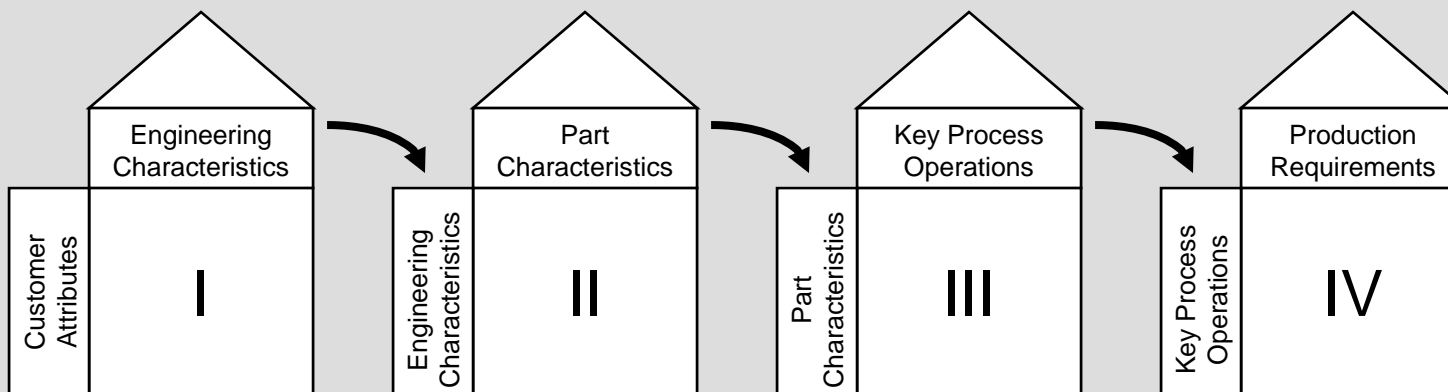 Engineering
Characteristics
Part
Characteristics
Key Process
Operations
Production
Requirements
Customer
Attributes
I
Engineering
Characteristics
II
Part
Characteristics
III
Key Process
Operations
IV